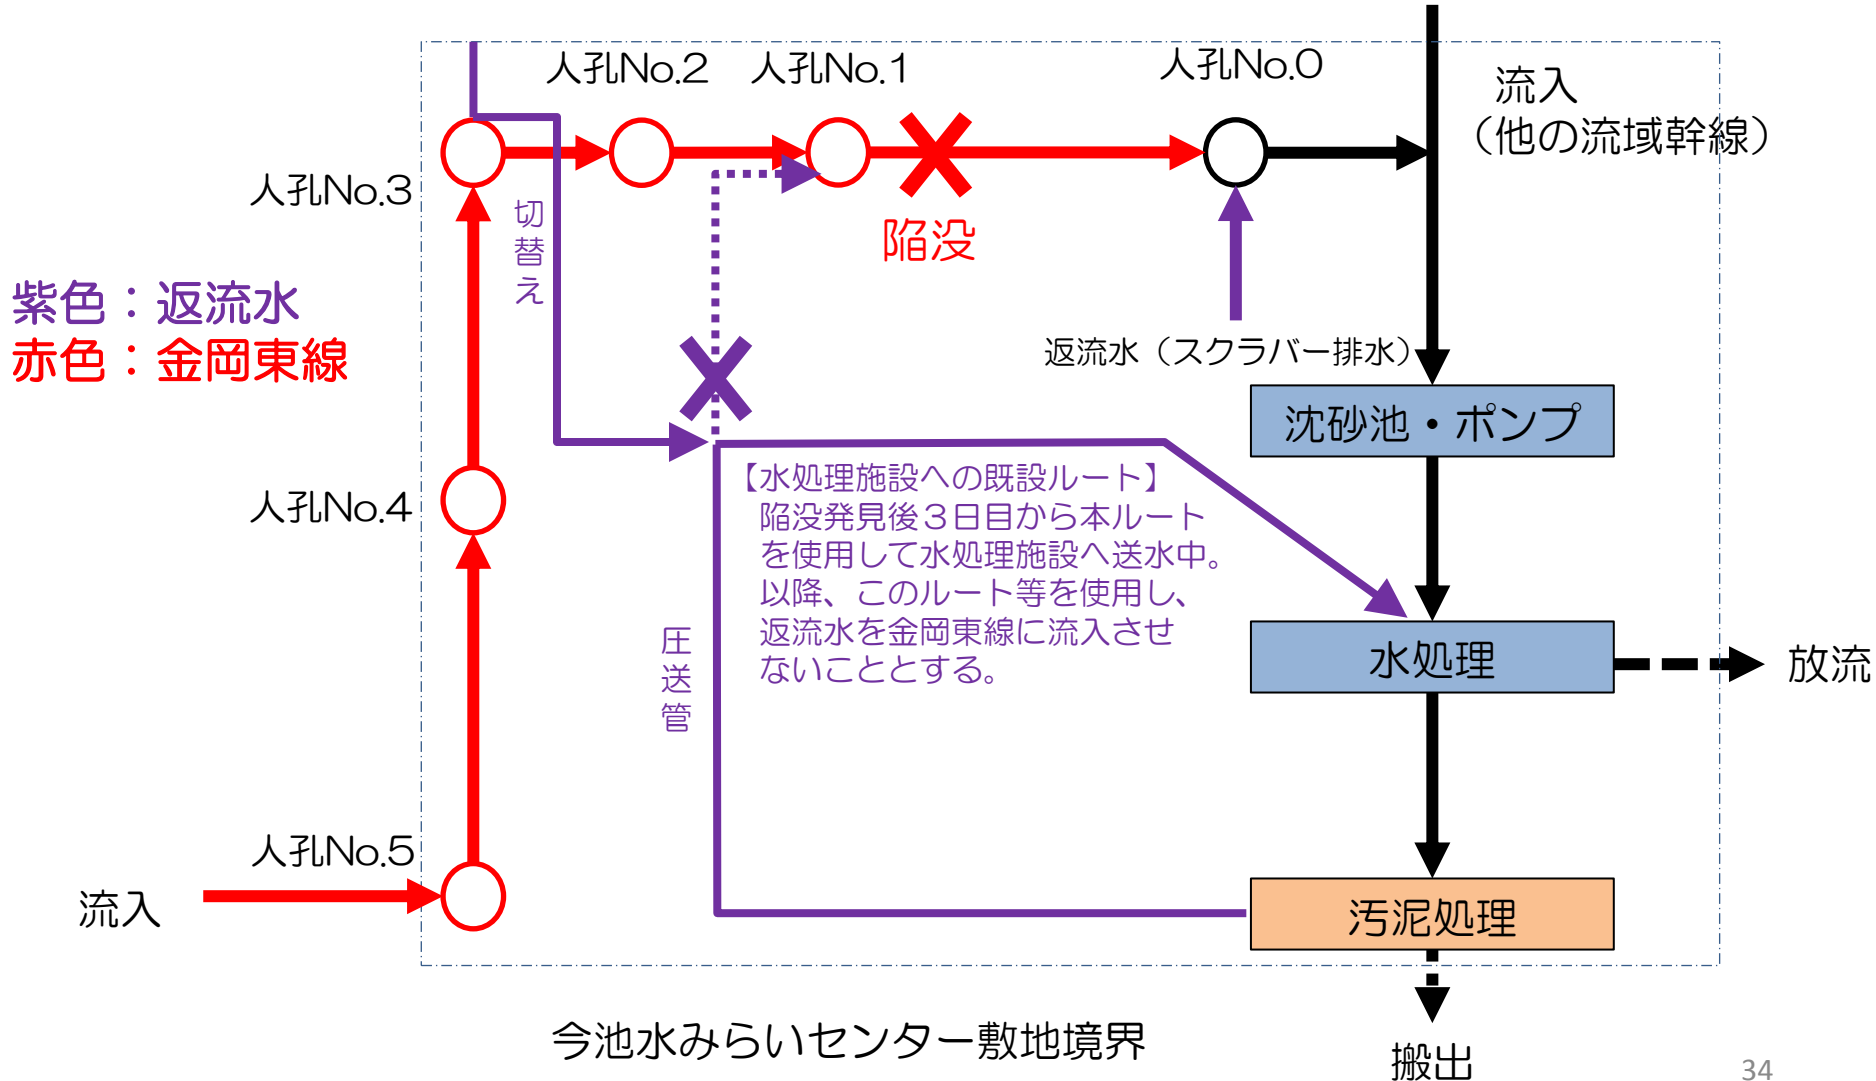 人孔No.2
人孔No.1
人孔No.0
流入
（他の流域幹線）
人孔No.3
切替え
陥没
紫色：返流水
赤色：金岡東線
返流水（スクラバー排水）
沈砂池・ポンプ
人孔No.4
【水処理施設への既設ルート】
陥没発見後３日目から本ルート
を使用して水処理施設へ送水中。
以降、このルート等を使用し、
返流水を金岡東線に流入させ
ないこととする。
圧送管
水処理
放流
人孔No.5
流入
汚泥処理
今池水みらいセンター敷地境界
搬出
34